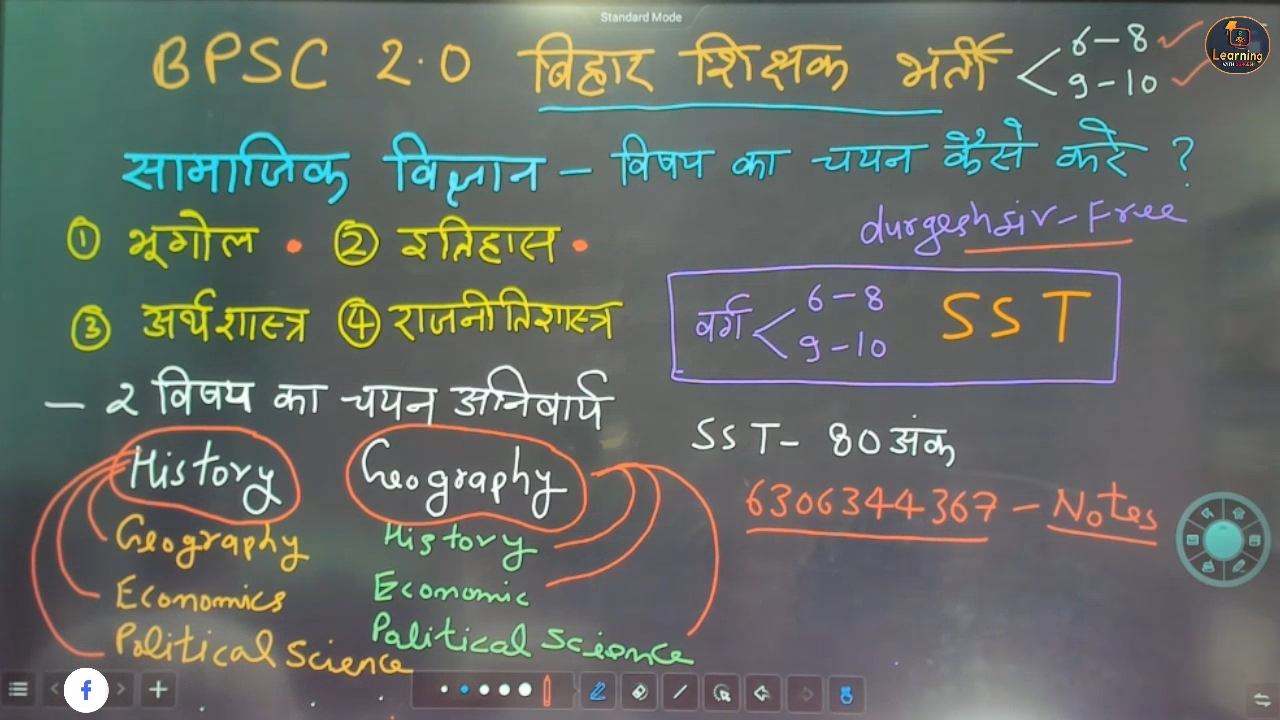 Standard Mode
BPSC 2.0 बिहार शिक्षक भर्ती < 6-8
9-10
Learning
सामाजिक विज्ञान – विषय का चयन कैसे करे ?
durgeshsir-Free
① भूगोल • ② इतिहास •
③ अर्थशास्त्र ④ राजनीतिशास्त्र
वर्ग < 6-8
9-10
SST
– 2 विषय का चयन अनिवार्य
SST- 80 अंक
History Geography
6306344367 – Notes
Geography History
Economics Economic
Political Science Palitical Science